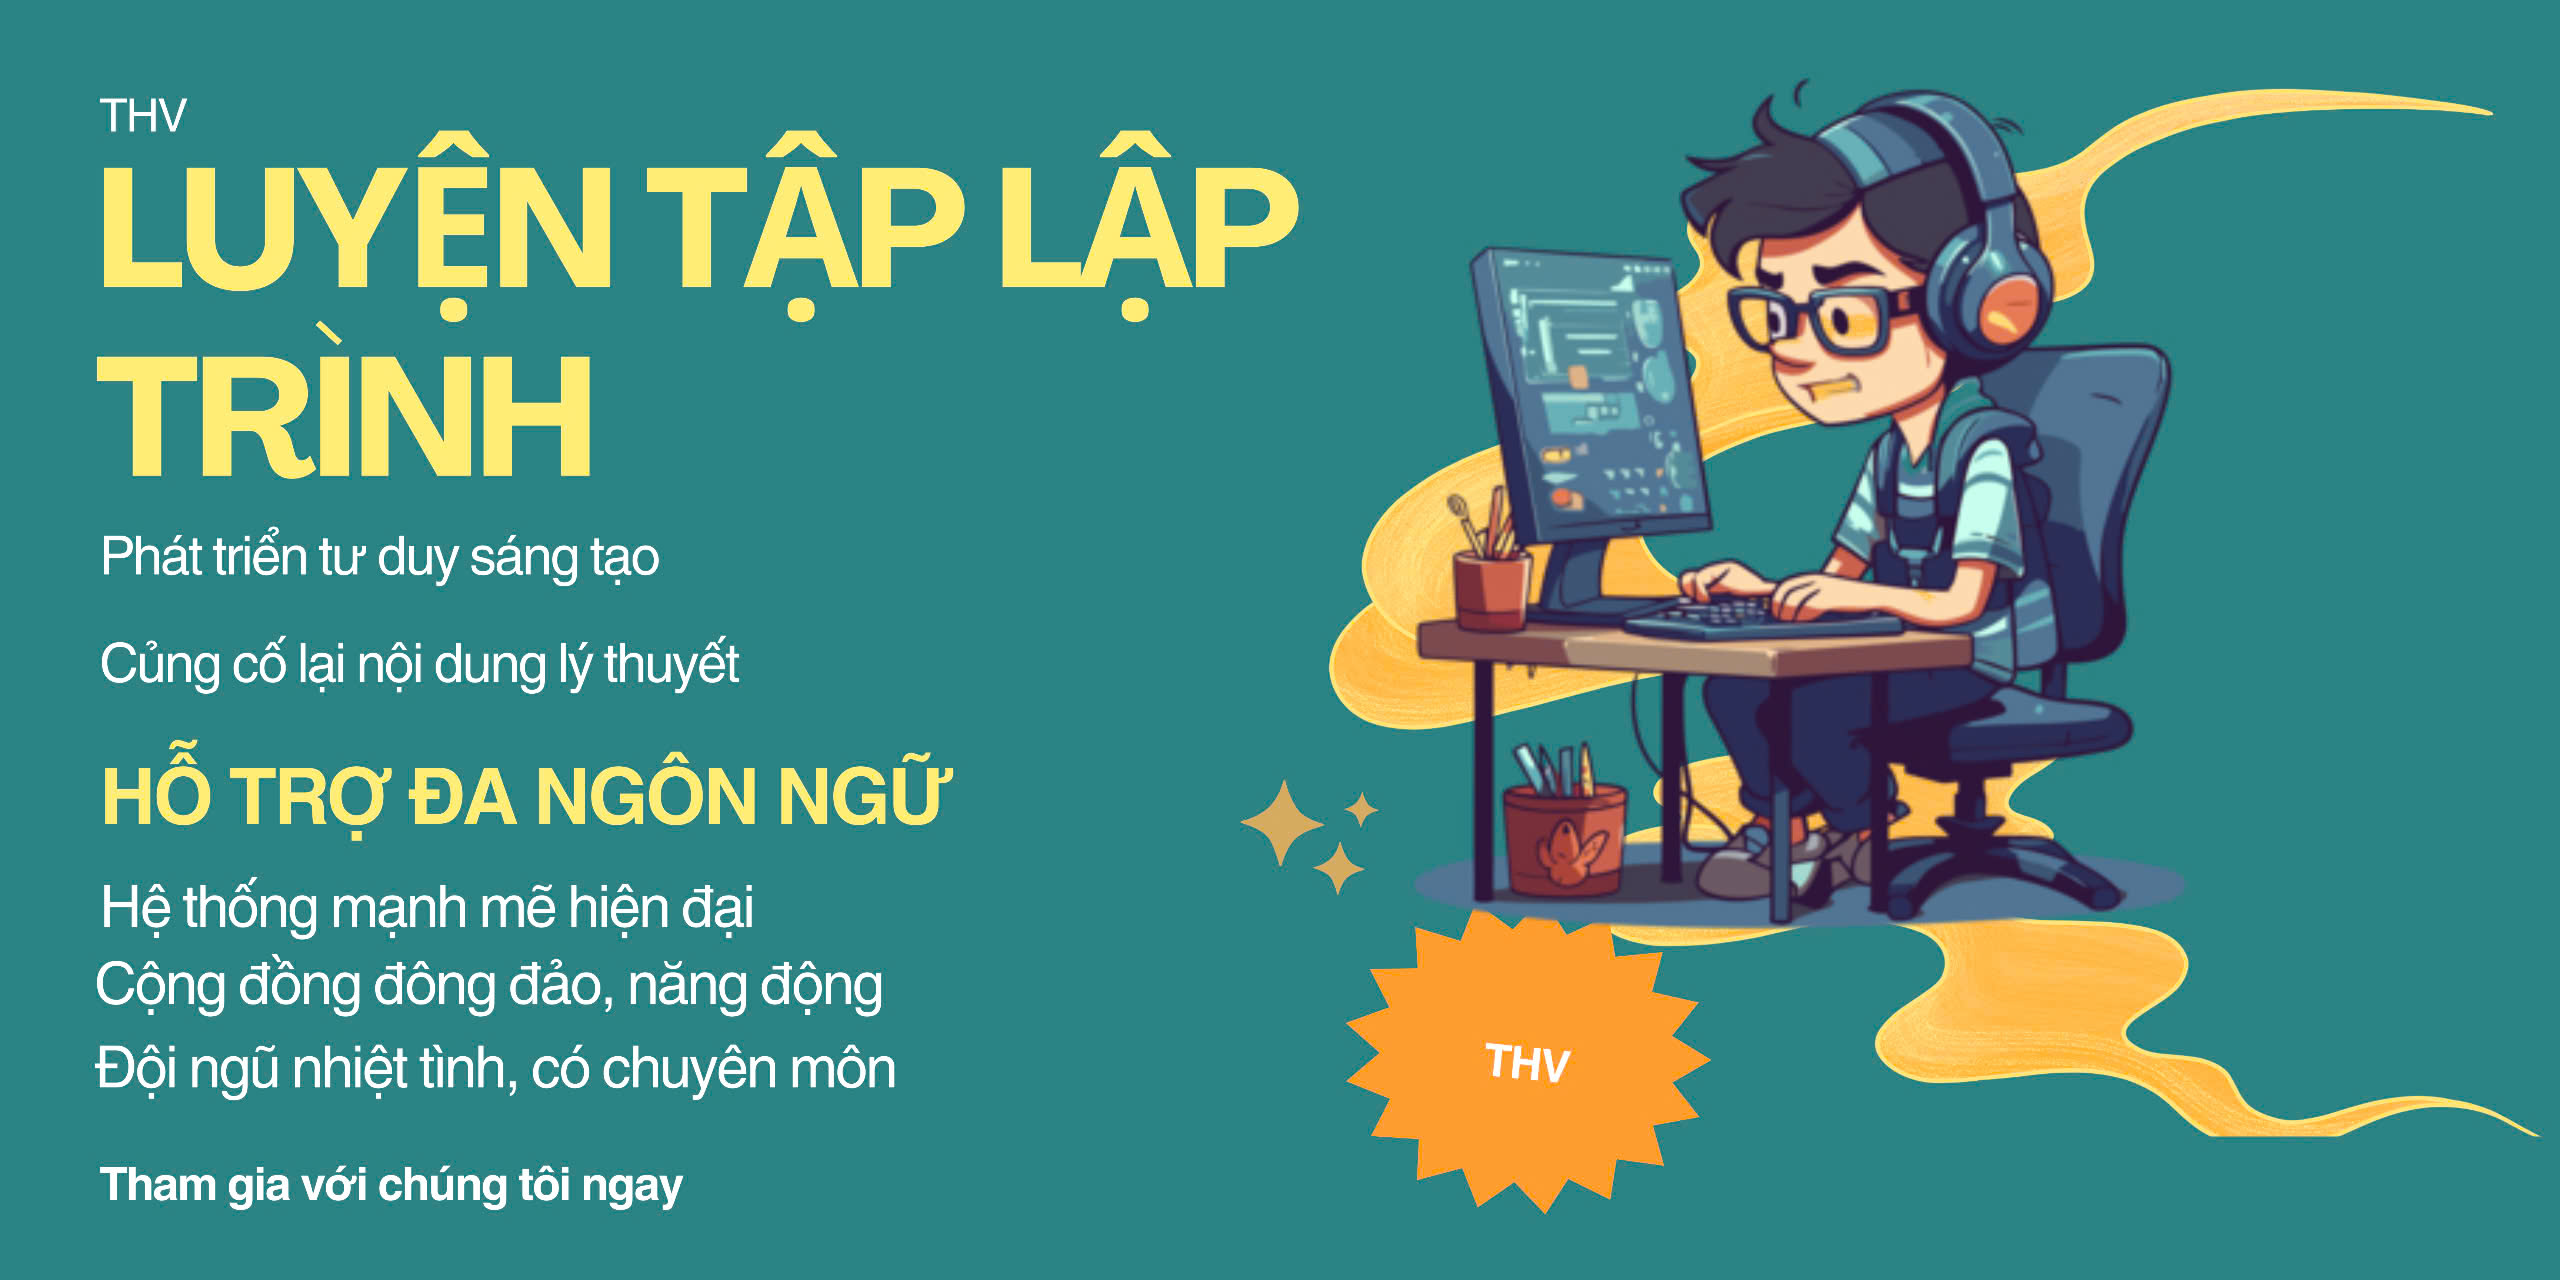 THV
LUYỆN TẬP LẬP
TRÌNH
Phát triển tư duy sáng tạo
Củng cố lại nội dung lý thuyết
HỖ TRỢ ĐA NGÔN NGỮ
Hệ thống mạnh mẽ hiện đại
Cộng đồng đông đảo, năng động
Đội ngũ nhiệt tình, có chuyên môn
Tham gia với chúng tôi ngay
THV